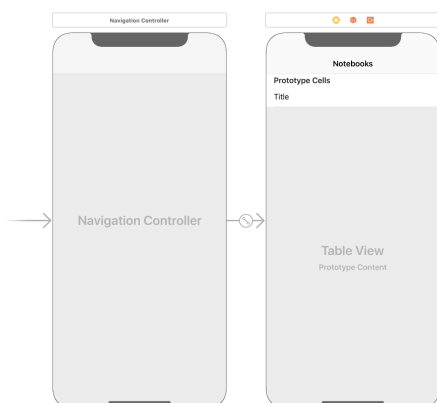 Navigation Controller
Navigation Controller
Notebooks
Prototype Cells
Title
Table View
Prototype Content